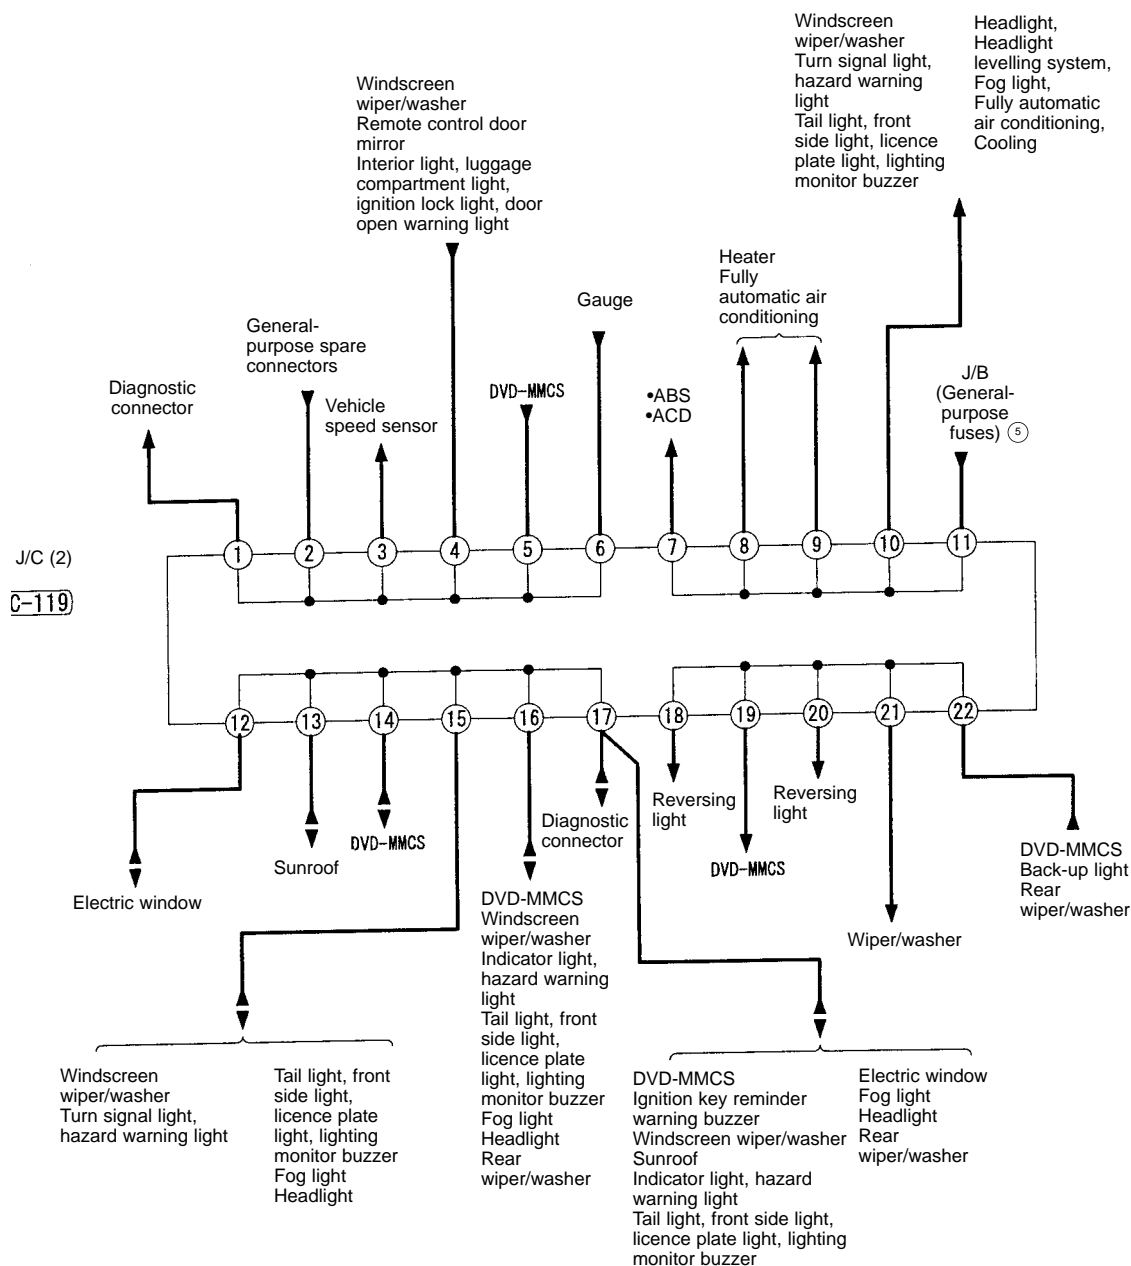 Windscreen
wiper/washer
Turn signal light,
hazard warning
light
Tail light, front
side light, licence
plate light, lighting
monitor buzzer
Headlight,
Headlight
levelling system,
Fog light,
Fully automatic
air conditioning,
Cooling
Windscreen
wiper/washer
Remote control door
mirror
Interior light, luggage
compartment light,
ignition lock light, door
open warning light
Heater
Fully
automatic air
conditioning
Gauge
General-
purpose spare
connectors
Diagnostic
connector
Vehicle
speed sensor
DVD-MMCS
•ABS
•ACD
J/B
(General-
purpose
fuses) 5
J/C (2)
C-119
1 2 3 4 5 6 7 8 9 10 11
12 13 14 15 16 17 18 19 20 21 22
Electric window
Sunroof
DVD-MMCS
Diagnostic
connector
Reversing
light
DVD-MMCS
Reversing
light
Wiper/washer
DVD-MMCS
Back-up light
Rear
wiper/washer
Windscreen
wiper/washer
Turn signal light,
hazard warning light
Tail light, front
side light,
licence plate
light, lighting
monitor buzzer
Fog light
Headlight
DVD-MMCS
Windscreen
wiper/washer
Indicator light,
hazard warning
light
Tail light, front
side light,
licence plate
light, lighting
monitor buzzer
Fog light
Headlight
Rear
wiper/washer
DVD-MMCS
Ignition key reminder
warning buzzer
Windscreen wiper/washer
Sunroof
Indicator light, hazard
warning light
Tail light, front side light,
licence plate light, lighting
monitor buzzer
Electric window
Fog light
Headlight
Rear
wiper/washer